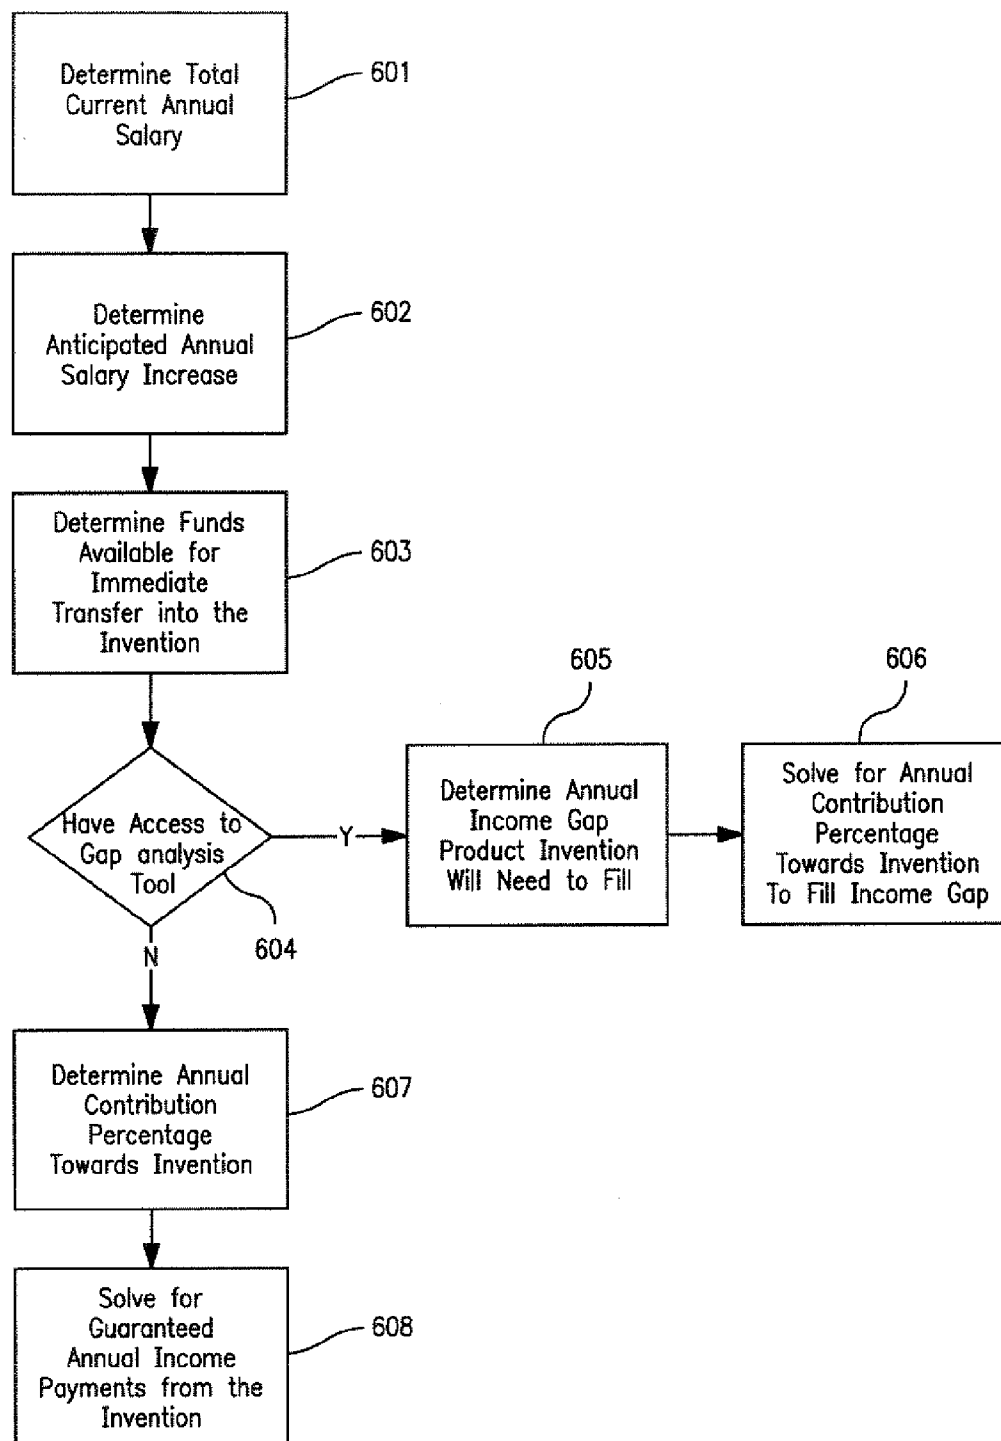 Determine Total
Current Annual
Salary
601
Determine
Anticipated Annual
Salary Increase
602
Determine Funds
Available for
Immediate
Transfer into the
Invention
603
Have Access to
Gap analysis
Tool
604
Y
Determine Annual
Income Gap
Product Invention
Will Need to Fill
605
Solve for Annual
Contribution
Percentage
Towards Invention
To Fill Income Gap
606
N
Determine Annual
Contribution
Percentage
Towards Invention
607
Solve for
Guaranteed
Annual Income
Payments from the
Invention
608